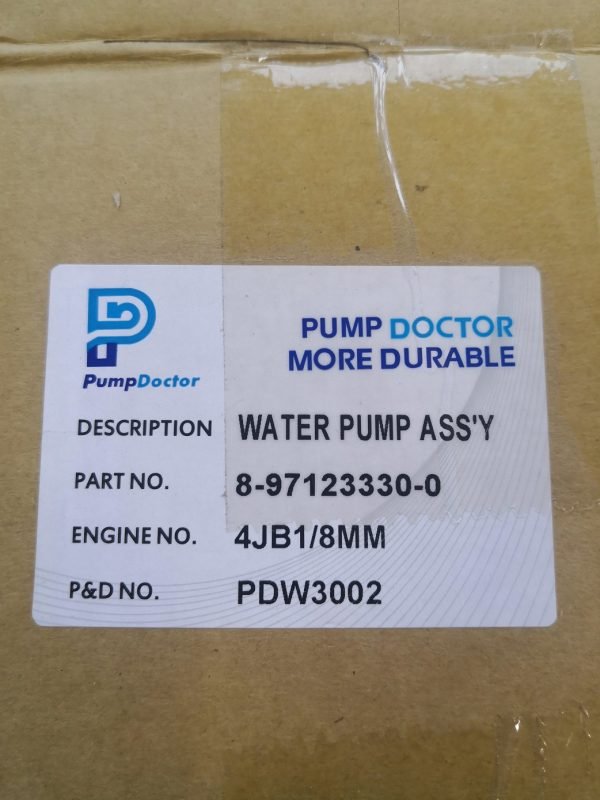 PumpDoctor
PUMP DOCTOR
MORE DURABLE
DESCRIPTION WATER PUMP ASS'Y
PART NO. 8-97123330-0
ENGINE NO. 4JB1/8MM
P&D NO. PDW3002